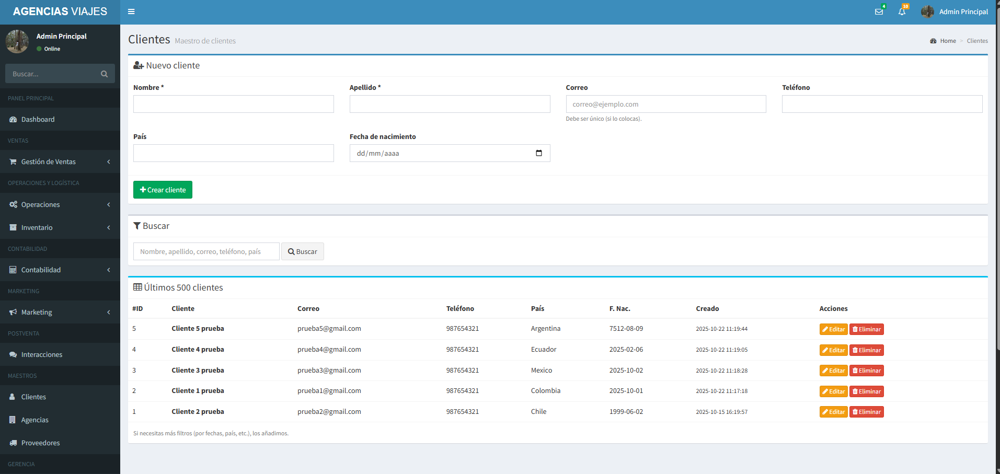 AGENCIAS VIAJES
4
10
Admin Principal
Admin Principal
Online
Buscar...
PANEL PRINCIPAL
Dashboard
VENTAS
Gestión de Ventas
OPERACIONES Y LOGÍSTICA
Operaciones
Inventario
CONTABILIDAD
Contabilidad
MARKETING
Marketing
POSTVENTA
Interacciones
MAESTROS
Clientes
Agencias
Proveedores
GERENCIA
Clientes Maestro de clientes
Home > Clientes
Nuevo cliente
Nombre * Apellido * Correo Teléfono
correo@ejemplo.com
Debe ser único (si lo colocas).
País Fecha de nacimiento
dd/mm/aaaa
Crear cliente
Buscar
Nombre, apellido, correo, teléfono, país Buscar
Últimos 500 clientes
#ID Cliente Correo Teléfono País F. Nac. Creado Acciones
5 Cliente 5 prueba prueba5@gmail.com 987654321 Argentina 7512-08-09 2025-10-22 11:19:44 Editar Eliminar
4 Cliente 4 prueba prueba4@gmail.com 987654321 Ecuador 2025-02-06 2025-10-22 11:19:05 Editar Eliminar
3 Cliente 3 prueba prueba3@gmail.com 987654321 Mexico 2025-10-02 2025-10-22 11:18:28 Editar Eliminar
2 Cliente 1 prueba prueba1@gmail.com 987654321 Colombia 2025-10-01 2025-10-22 11:17:18 Editar Eliminar
1 Cliente 2 prueba prueba2@gmail.com 987654321 Chile 1999-06-02 2025-10-15 16:19:57 Editar Eliminar
Si necesitas más filtros (por fechas, país, etc.), los añadimos.